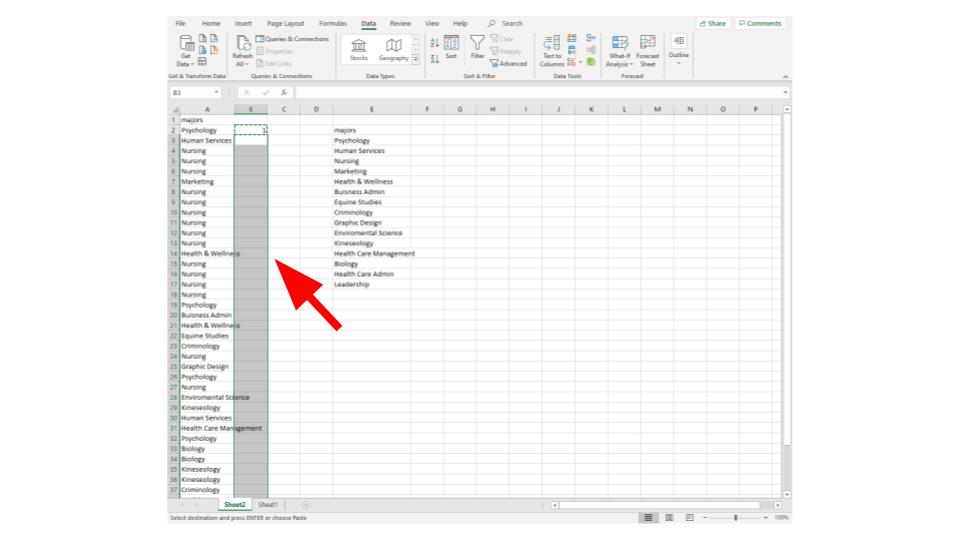 File Home Insert Page Layout Formulas Data Review View Help Search Share Comments
Get Data Refresh All Queries & Connections Properties Edit Links Stocks Geography Sort Filter Clear Reapply Advanced Text to Columns What-If Analysis Forecast Sheet Outline
Get & Transform Data Queries & Connections Data Types Sort & Filter Data Tools Forecast
B3 fx
A B C D E F G H I J K L M N O P
1 majors
2 Psychology 1 majors
3 Human Services Psychology
4 Nursing Human Services
5 Nursing Nursing
6 Nursing Marketing
7 Marketing Health & Wellness
8 Nursing Buisness Admin
9 Nursing Equine Studies
10 Nursing Criminology
11 Nursing Graphic Design
12 Nursing Enviromental Science
13 Nursing Kineseology
14 Health & Wellness Health Care Management
15 Nursing Biology
16 Nursing Health Care Admin
17 Nursing Leadership
18 Nursing
19 Psychology
20 Buisness Admin
21 Health & Wellness
22 Equine Studies
23 Criminology
24 Nursing
25 Graphic Design
26 Psychology
27 Nursing
28 Enviromental Science
29 Kineseology
30 Human Services
31 Health Care Management
32 Psychology
33 Biology
34 Biology
35 Kineseology
36 Kineseology
37 Criminology
Sheet2 Sheet1
Select destination and press ENTER or choose Paste 100%